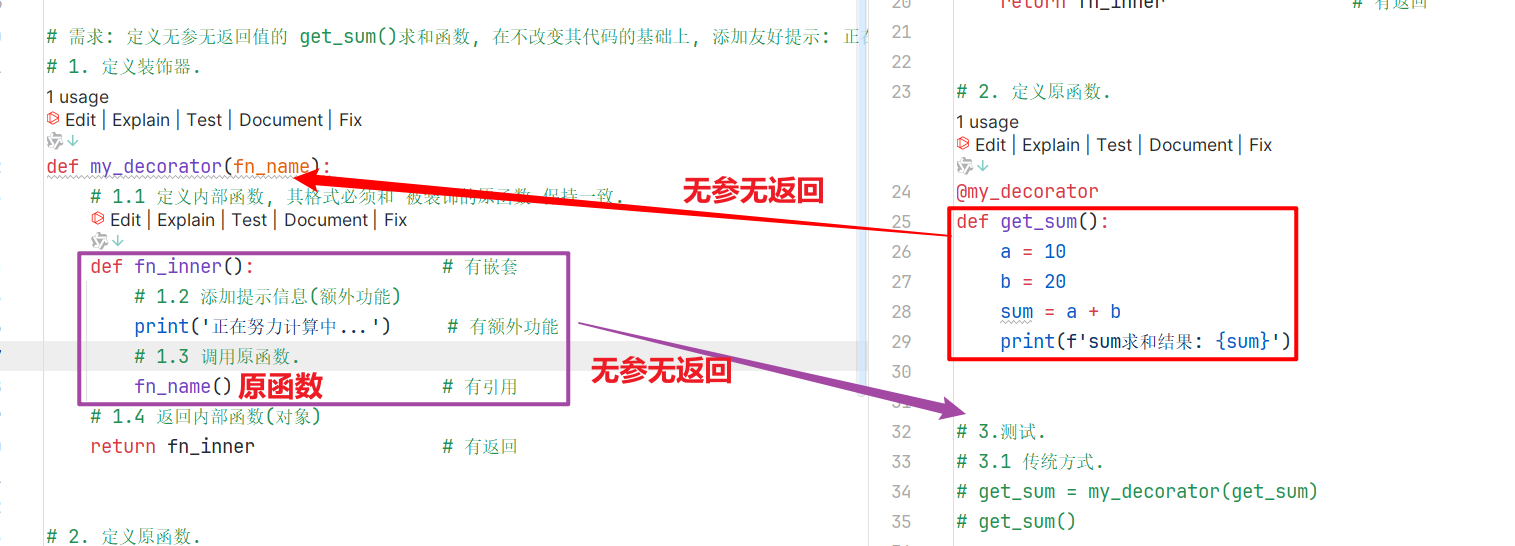 # 需求: 定义无参无返回值的 get_sum()求和函数, 在不改变其代码的基础上, 添加友好提示: 正在
# 1. 定义装饰器.
1 usage
Edit | Explain | Test | Document | Fix
def my_decorator(fn_name):
# 1.1 定义内部函数, 其格式必须和 被装饰的原函数 保持一致.
Edit | Explain | Test | Document | Fix
def fn_inner(): # 有嵌套
# 1.2 添加提示信息(额外功能)
print('正在努力计算中...') # 有额外功能
# 1.3 调用原函数.
fn_name() 原函数 # 有引用
# 1.4 返回内部函数(对象)
return fn_inner # 有返回
# 2. 定义原函数.
无参无返回
无参无返回
20 return fn_inner # 有返回
21
22
23 # 2. 定义原函数.
1 usage
Edit | Explain | Test | Document | Fix
24 @my_decorator
25 def get_sum():
26 a = 10
27 b = 20
28 sum = a + b
29 print(f'sum求和结果: {sum}')
30
31
32 # 3.测试.
33 # 3.1 传统方式.
34 # get_sum = my_decorator(get_sum)
35 # get_sum()